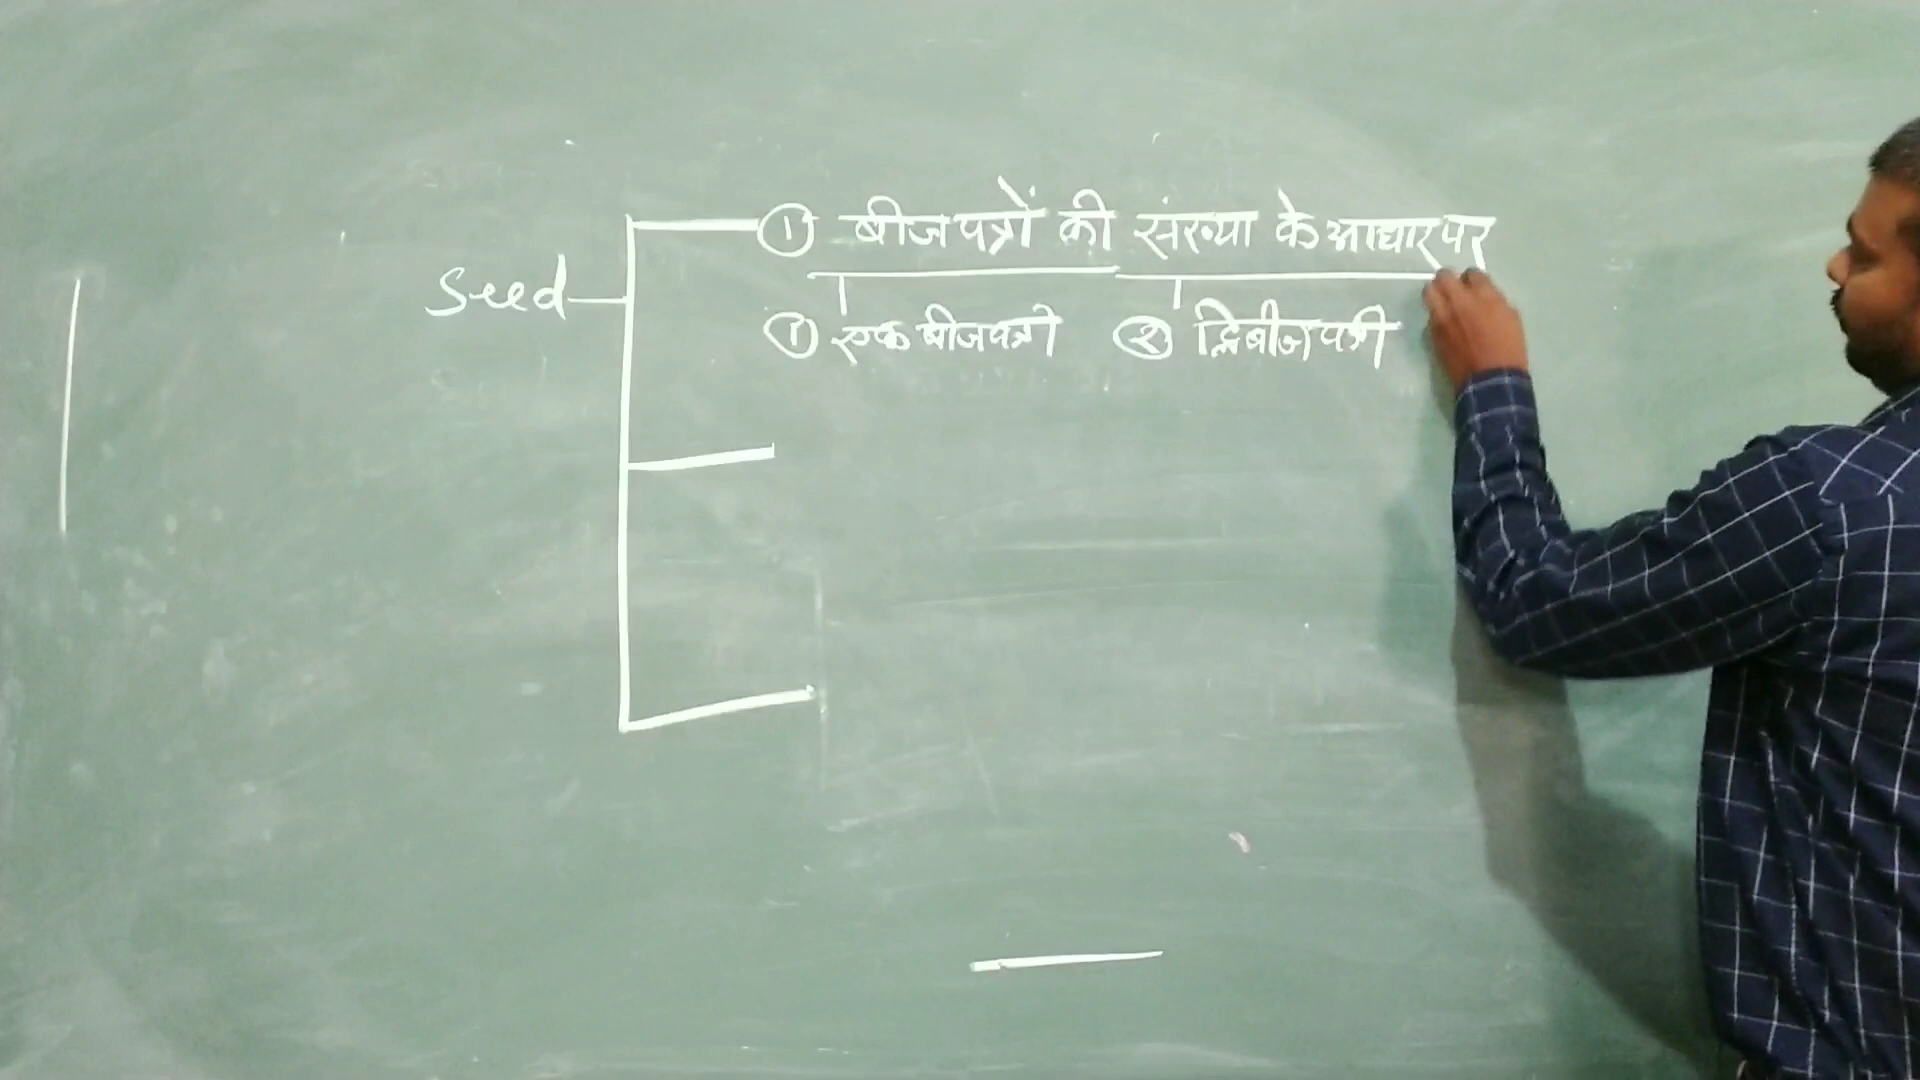 ① बीजपत्रों की संख्या के आधार पर
Seed
① एक बीजपत्री ② द्विबीजपत्री